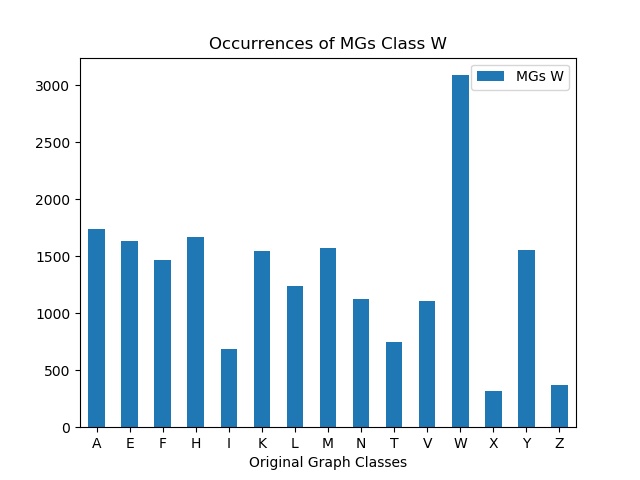 Occurrences of MGs Class W
MGs W
3000
2500
2000
1500
1000
500
0
A E F H I K L M N T V W X Y Z
Original Graph Classes